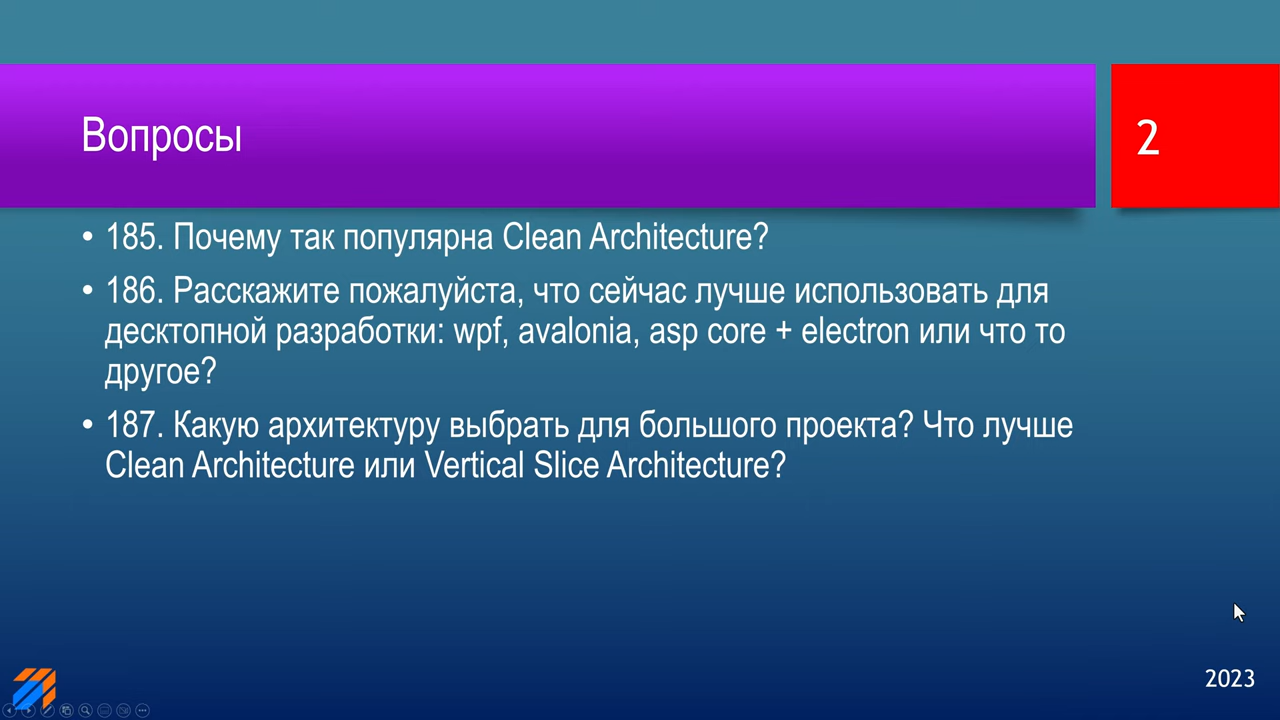 Вопросы
2
• 185. Почему так популярна Clean Architecture?
• 186. Расскажите пожалуйста, что сейчас лучше использовать для
десктопной разработки: wpf, avalonia, asp core + electron или что то
другое?
• 187. Какую архитектуру выбрать для большого проекта? Что лучше
Clean Architecture или Vertical Slice Architecture?
2023